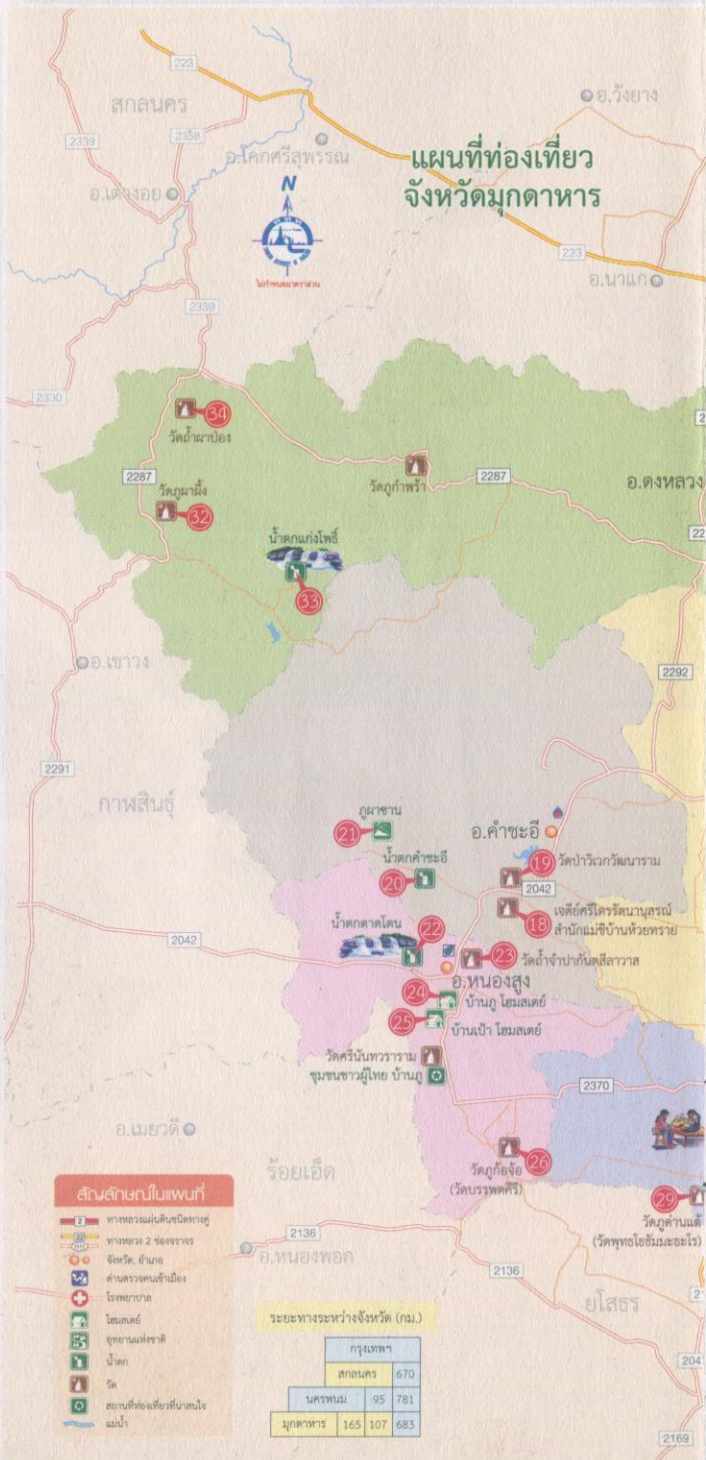 223
สกลนคร
อ.วังยาง
2339
2358
อ.โคกศรีสุพรรณ
แผนที่ท่องเที่ยว
จังหวัดมุกดาหาร
อ.เต่างอย
N
ไม่กำหนดมาตราส่วน
223
อ.นาแก
2339
2330
34
วัดถ้ำผาปอง
2287
วัดภูผาผึ้ง
32
วัดภูถ้ำพร้า
2287
อ.ดงหลวง
น้ำตกแก่งโพธิ์
22
33
อ.เขาวง
2292
2291
กาฬสินธุ์
ภูผาซาน
21
อ.คำชะอี
น้ำตกคำชะอี
20
19
วัดป่าวิเวกวัฒนาราม
2042
18
เจดีย์ศรีไตรรัตนานุสรณ์
สำนักแม่ชีบ้านห้วยทราย
น้ำตกตาดโตน
22
2042
23
วัดถ้ำจำปากันตสีลาวาส
อ.หนองสูง
24
บ้านภู โฮมสเตย์
25
บ้านเป้า โฮมสเตย์
วัดศรีนันทวราราม
ชุมชนชาวผู้ไทย บ้านภู
2370
อ.เมยวดี
ร้อยเอ็ด
26
วัดภูก้อจ้อ
(วัดบรรพตคีรี)
29
วัดภูด่านแต้
(วัดพุทธโธธัมมะธะโร)
2136
อ.หนองพอก
2136
ยโสธร
21
204
2169
สัญลักษณ์ในแผนที่
2
ทางหลวงแผ่นดินชนิดทางคู่
ทางหลวง 2 ช่องจราจร
จังหวัด, อำเภอ
ด่านตรวจคนเข้าเมือง
โรงพยาบาล
โฮมสเตย์
อุทยานแห่งชาติ
น้ำตก
วัด
สถานที่ท่องเที่ยวที่น่าสนใจ
แม่น้ำ
ระยะทางระหว่างจังหวัด (กม.)
กรุงเทพฯ
สกลนคร 670
นครพนม 95 781
มุกดาหาร 165 107 683